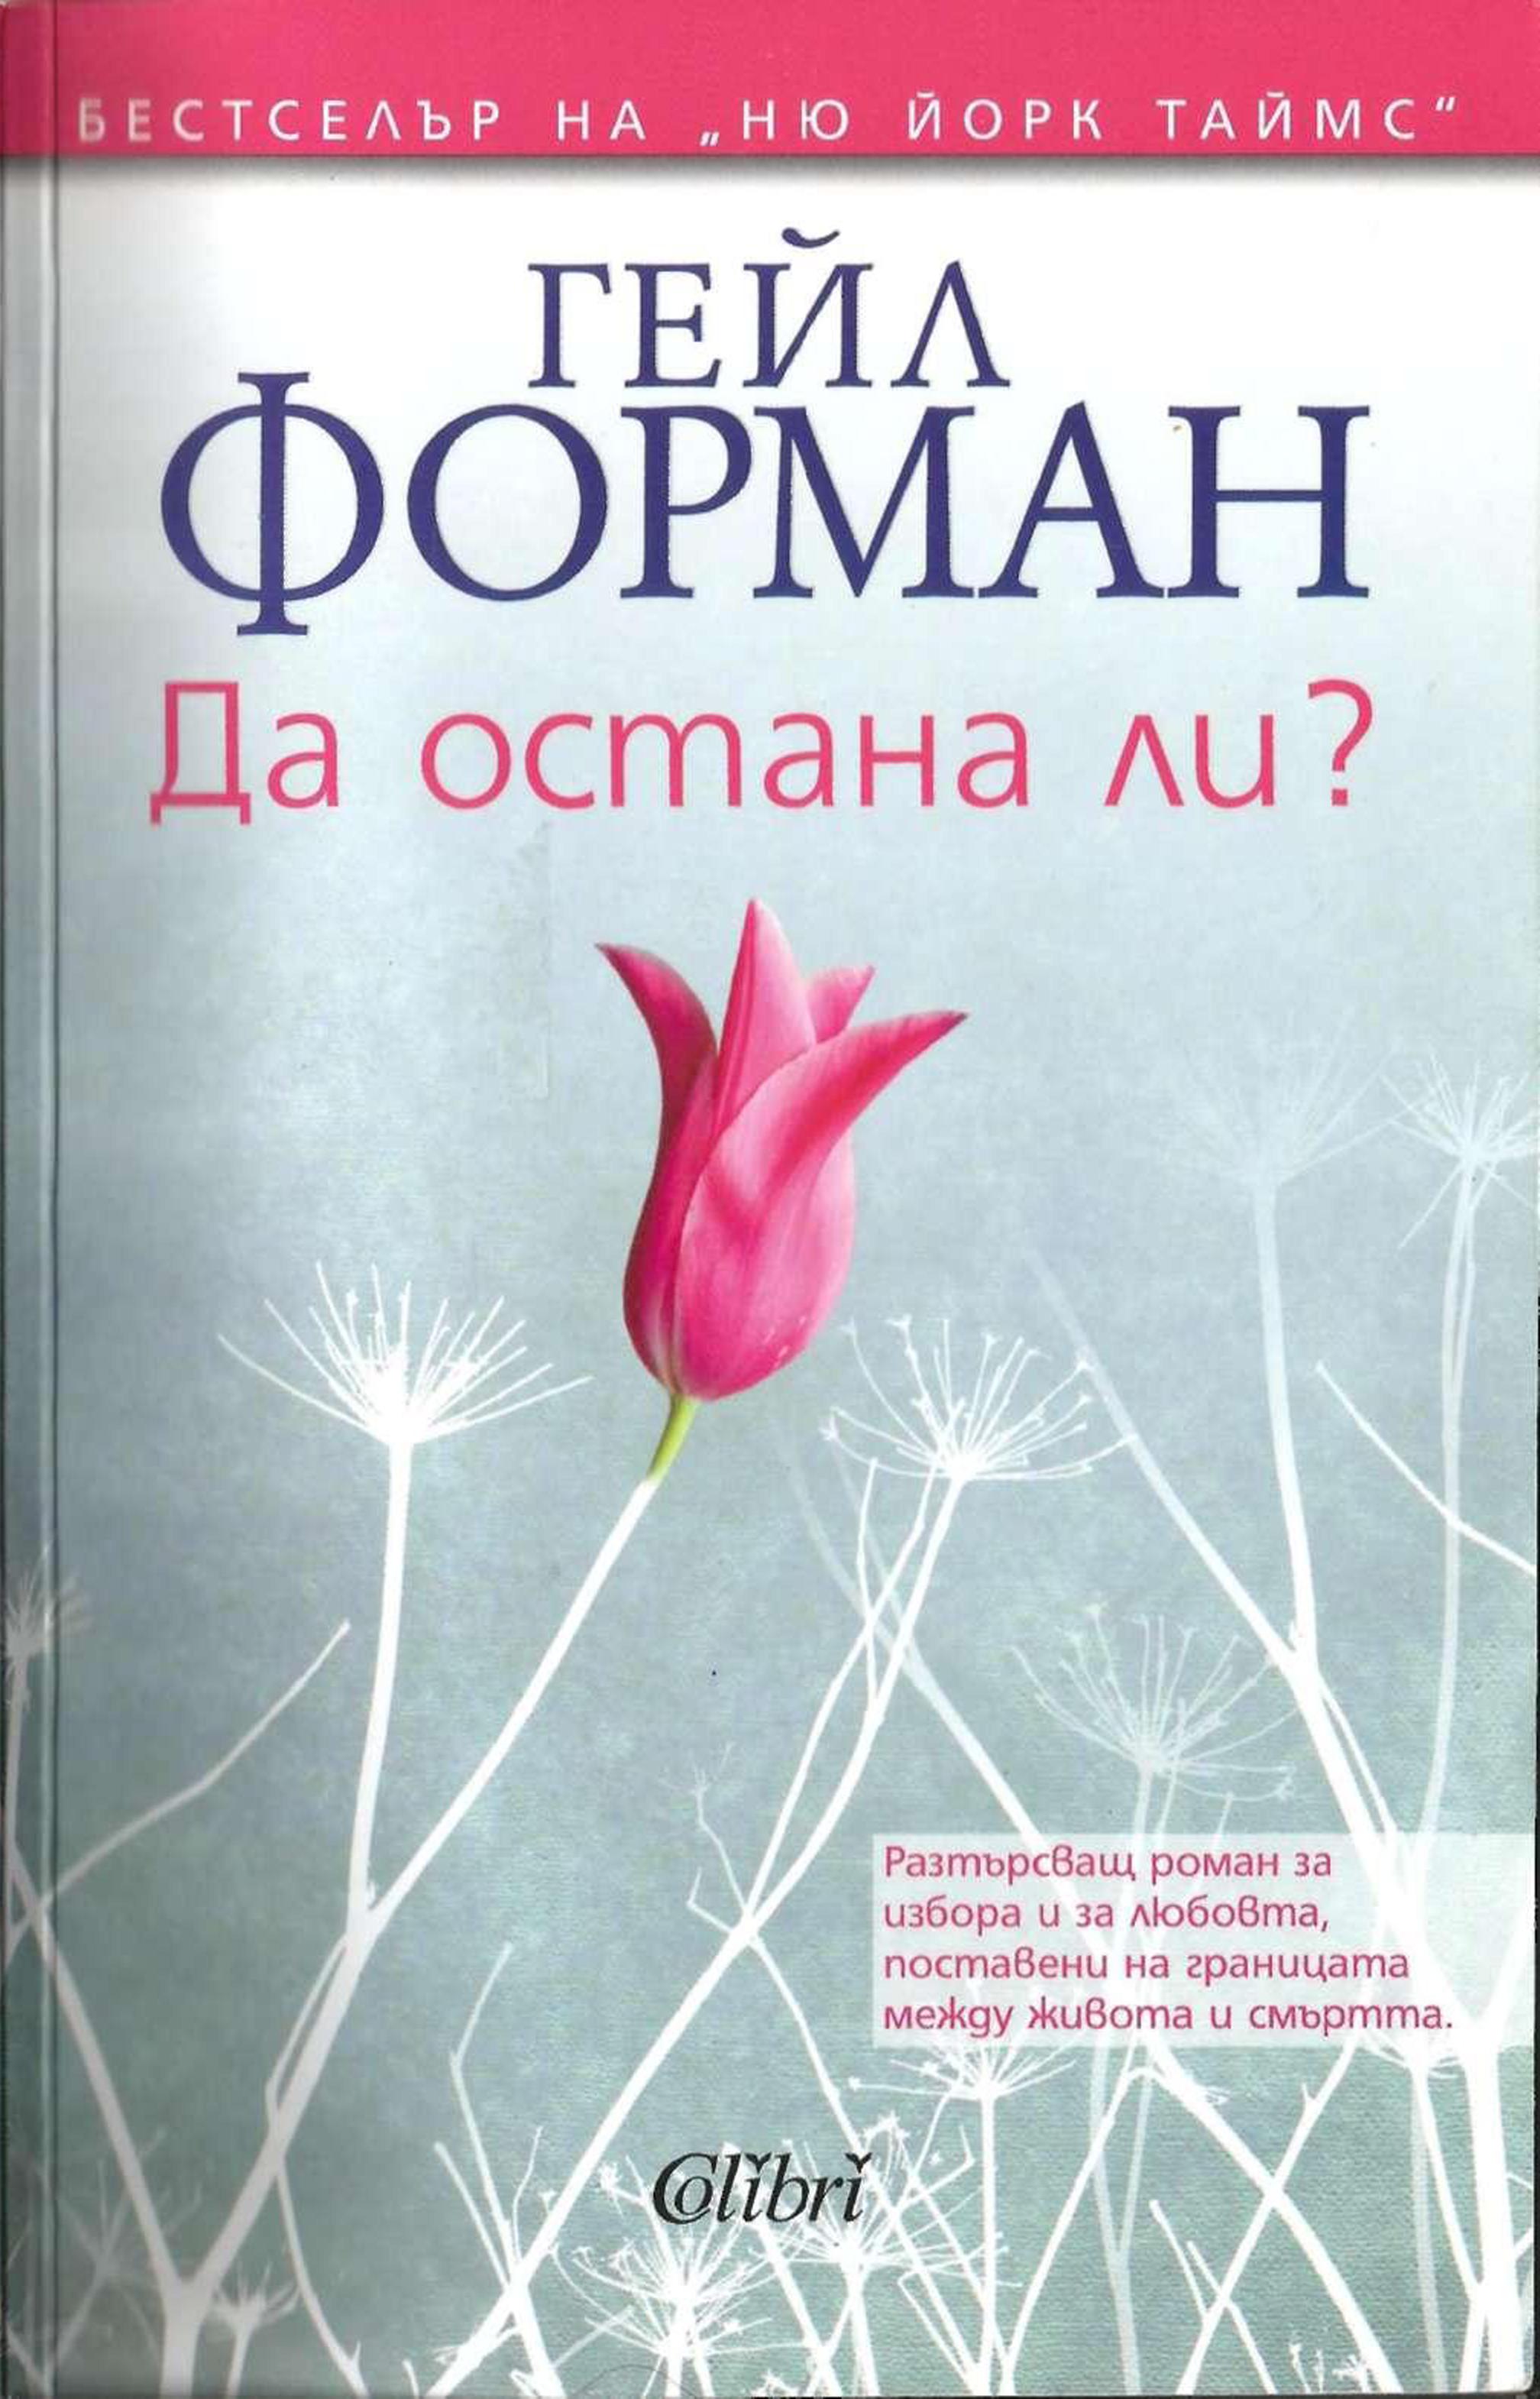 БЕСТСЕЛЪР НА „НЮ ЙОРК ТАЙМС“
ГЕЙЛ
ФОРМАН
Да остана ли?
Разтърсващ роман за
избора и за любовта,
поставени на границата
между живота и смъртта.
Colibri